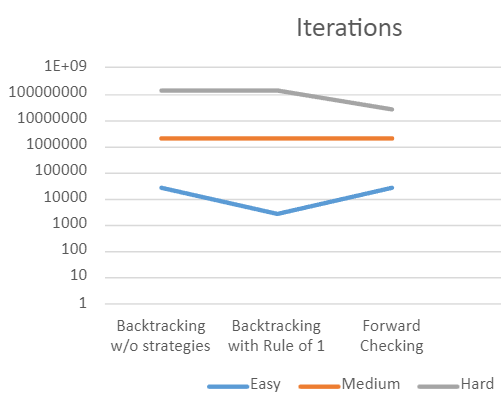 Iterations
1E+09
100000000
10000000
1000000
100000
10000
1000
100
10
1
Backtracking w/o strategies
Backtracking with Rule of 1
Forward Checking
Easy Medium Hard